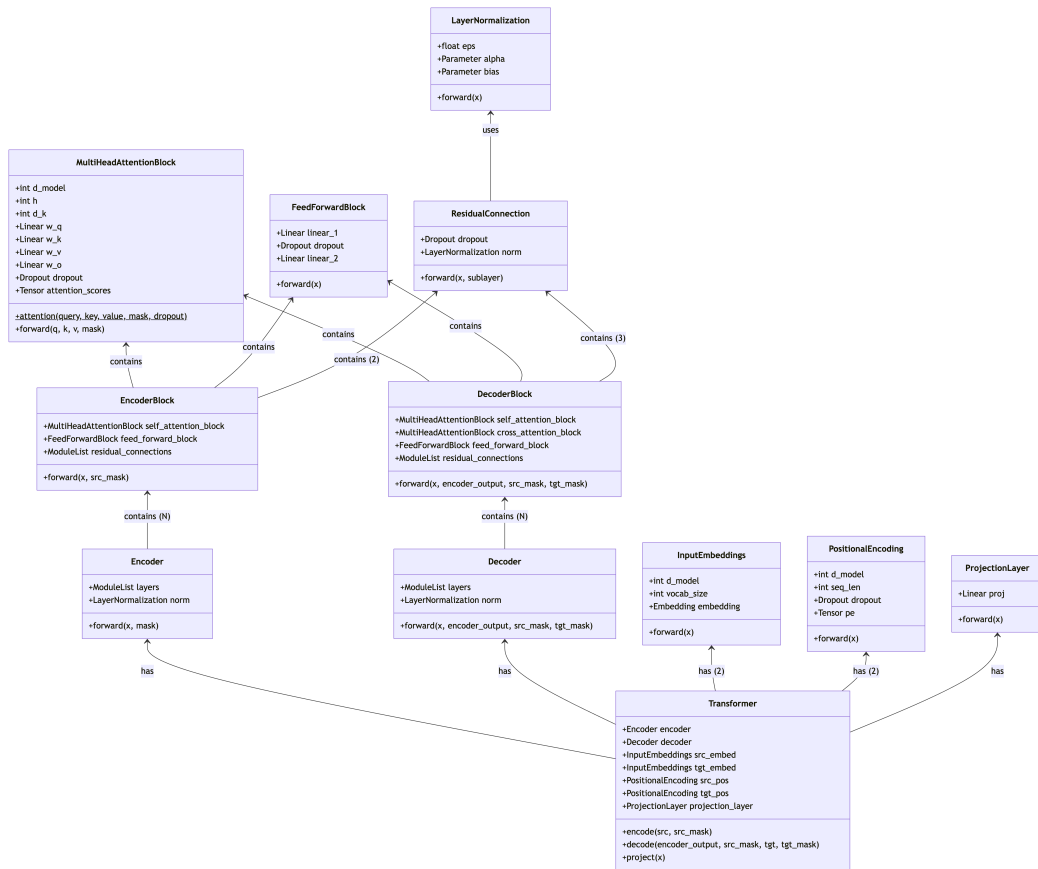 LayerNormalization
+float eps
+Parameter alpha
+Parameter bias
+forward(x)
uses
MultiHeadAttentionBlock
+int d_model
+int h
+int d_k
+Linear w_q
+Linear w_k
+Linear w_v
+Linear w_o
+Dropout dropout
+Tensor attention_scores
+attention(query, key, value, mask, dropout)
+forward(q, k, v, mask)
FeedForwardBlock
+Linear linear_1
+Dropout dropout
+Linear linear_2
+forward(x)
ResidualConnection
+Dropout dropout
+LayerNormalization norm
+forward(x, sublayer)
contains
contains
contains (2)
contains
contains
contains (3)
EncoderBlock
+MultiHeadAttentionBlock self_attention_block
+FeedForwardBlock feed_forward_block
+ModuleList residual_connections
+forward(x, src_mask)
DecoderBlock
+MultiHeadAttentionBlock self_attention_block
+MultiHeadAttentionBlock cross_attention_block
+FeedForwardBlock feed_forward_block
+ModuleList residual_connections
+forward(x, encoder_output, src_mask, tgt_mask)
contains (N)
contains (N)
Encoder
+ModuleList layers
+LayerNormalization norm
+forward(x, mask)
Decoder
+ModuleList layers
+LayerNormalization norm
+forward(x, encoder_output, src_mask, tgt_mask)
InputEmbeddings
+int d_model
+int vocab_size
+Embedding embedding
+forward(x)
PositionalEncoding
+int d_model
+int seq_len
+Dropout dropout
+Tensor pe
+forward(x)
ProjectionLayer
+Linear proj
+forward(x)
has
has
has (2)
has (2)
has
Transformer
+Encoder encoder
+Decoder decoder
+InputEmbeddings src_embed
+InputEmbeddings tgt_embed
+PositionalEncoding src_pos
+PositionalEncoding tgt_pos
+ProjectionLayer projection_layer
+encode(src, src_mask)
+decode(encoder_output, src_mask, tgt, tgt_mask)
+project(x)